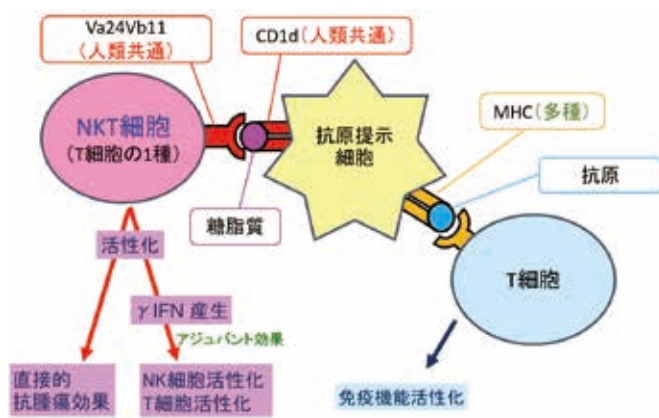 Va24Vb11
(人類共通)
CD1d(人類共通)
NKT細胞
(T細胞の1種)
抗原提示
細胞
MHC(多種)
抗原
糖脂質
T細胞
活性化
γIFN 産生
アジュバント効果
直接的
抗腫瘍効果
NK細胞活性化
T細胞活性化
免疫機能活性化